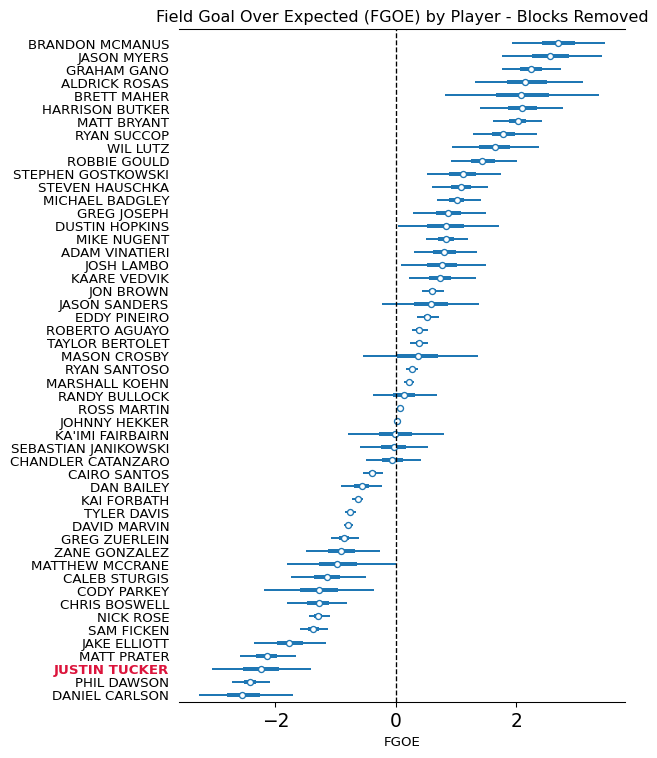 Field Goal Over Expected (FGOE) by Player - Blocks Removed
BRANDON MCMANUS
JASON MYERS
GRAHAM GANO
ALDRICK ROSAS
BRETT MAHER
HARRISON BUTKER
MATT BRYANT
RYAN SUCCOP
WIL LUTZ
ROBBIE GOULD
STEPHEN GOSTKOWSKI
STEVEN HAUSCHKA
MICHAEL BADGLEY
GREG JOSEPH
DUSTIN HOPKINS
MIKE NUGENT
ADAM VINATIERI
JOSH LAMBO
KAARE VEDVIK
JON BROWN
JASON SANDERS
EDDY PINEIRO
ROBERTO AGUAYO
TAYLOR BERTOLET
MASON CROSBY
RYAN SANTOSO
MARSHALL KOEHN
RANDY BULLOCK
ROSS MARTIN
JOHNNY HEKKER
KA'IMI FAIRBAIRN
SEBASTIAN JANIKOWSKI
CHANDLER CATANZARO
CAIRO SANTOS
DAN BAILEY
KAI FORBATH
TYLER DAVIS
DAVID MARVIN
GREG ZUERLEIN
ZANE GONZALEZ
MATTHEW MCCRANE
CALEB STURGIS
CODY PARKEY
CHRIS BOSWELL
NICK ROSE
SAM FICKEN
JAKE ELLIOTT
MATT PRATER
JUSTIN TUCKER
PHIL DAWSON
DANIEL CARLSON
−2 0 2
FGOE